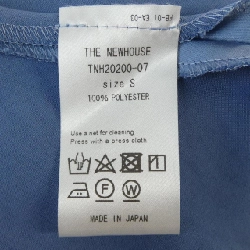 THE NEWHOUSE
TNH20200-07
size S
100% POLYESTER
Use a net for cleaning
Press with a press cloth
P
F
W
MADE IN JAPAN